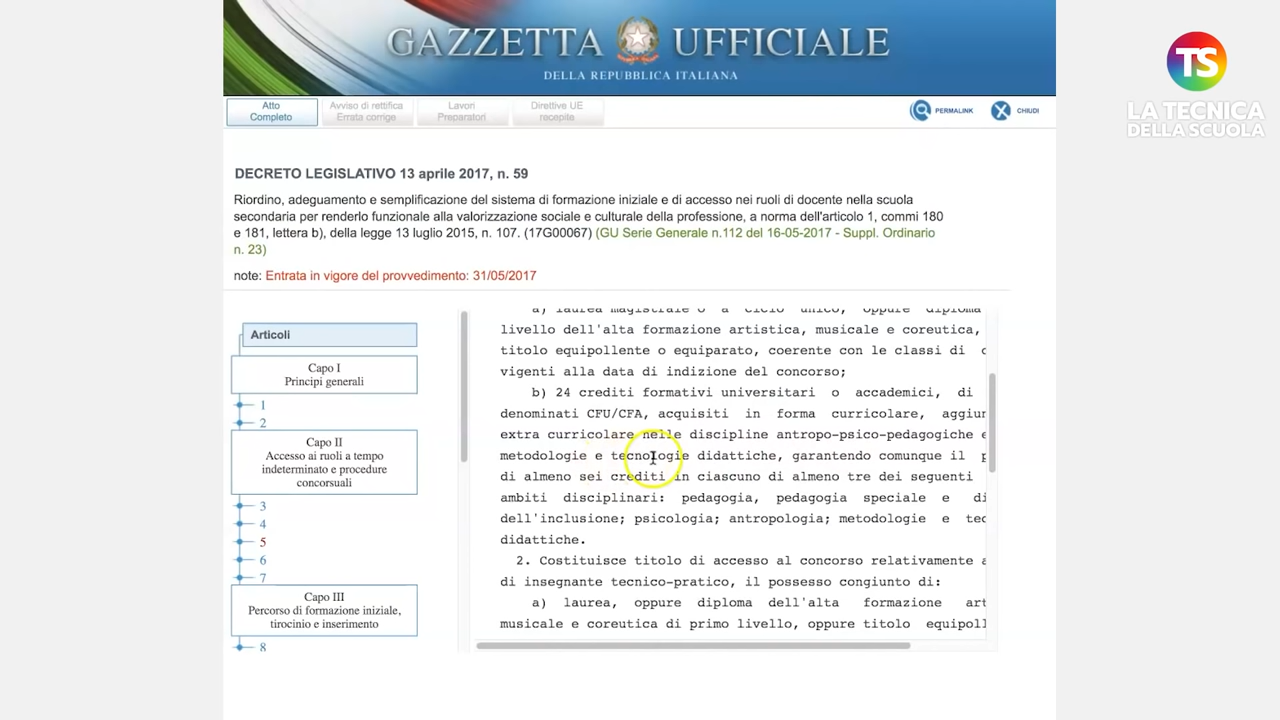 GAZZETTA UFFICIALE
DELLA REPUBBLICA ITALIANA
TS
LA TECNICA
DELLA SCUOLA
Atto
Completo
Avviso di rettifica
Errata corrige
Lavori
Preparatori
Direttive UE
recepite
PERMALINK
CHIUDI
DECRETO LEGISLATIVO 13 aprile 2017, n. 59
Riordino, adeguamento e semplificazione del sistema di formazione iniziale e di accesso nei ruoli di docente nella scuola
secondaria per renderlo funzionale alla valorizzazione sociale e culturale della professione, a norma dell'articolo 1, commi 180
e 181, lettera b), della legge 13 luglio 2015, n. 107. (17G00067) (GU Serie Generale n.112 del 16-05-2017 - Suppl. Ordinario
n. 23)
note: Entrata in vigore del provvedimento: 31/05/2017
Articoli
Capo I
Principi generali
1
2
Capo II
Accesso ai ruoli a tempo
indeterminato e procedure
concorsuali
3
4
5
6
7
Capo III
Percorso di formazione iniziale,
tirocinio e inserimento
8
a) laurea magistrale o a ciclo unico, oppure diploma
livello dell'alta formazione artistica, musicale e coreutica,
titolo equipollente o equiparato, coerente con le classi di
vigenti alla data di indizione del concorso;
b) 24 crediti formativi universitari o accademici, di
denominati CFU/CFA, acquisiti in forma curricolare, aggiun
extra curricolare nelle discipline antropo-psico-pedagogiche e
metodologie e tecnologie didattiche, garantendo comunque il p
di almeno sei crediti in ciascuno di almeno tre dei seguenti
ambiti disciplinari: pedagogia, pedagogia speciale e di
dell'inclusione; psicologia; antropologia; metodologie e tec
didattiche.
2. Costituisce titolo di accesso al concorso relativamente a
di insegnante tecnico-pratico, il possesso congiunto di:
a) laurea, oppure diploma dell'alta formazione art
musicale e coreutica di primo livello, oppure titolo equipoll